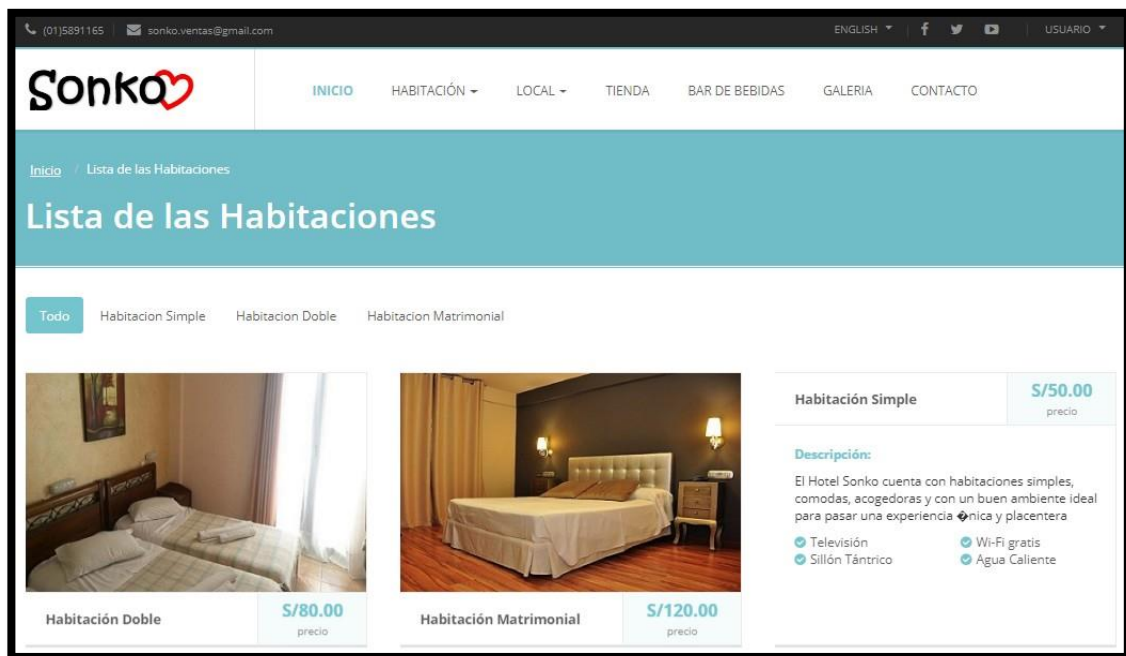 (01)5891165 sonko.ventas@gmail.com ENGLISH USUARIO
Sonko
INICIO HABITACIÓN LOCAL TIENDA BAR DE BEBIDAS GALERIA CONTACTO
Inicio / Lista de las Habitaciones
Lista de las Habitaciones
Todo Habitacion Simple Habitacion Doble Habitacion Matrimonial
Habitación Doble
S/80.00
precio
Habitación Matrimonial
S/120.00
precio
Habitación Simple
S/50.00
precio
Descripción:
El Hotel Sonko cuenta con habitaciones simples,
comodas, acogedoras y con un buen ambiente ideal
para pasar una experiencia �nica y placentera
Televisión Wi-Fi gratis
Sillón Tántrico Agua Caliente